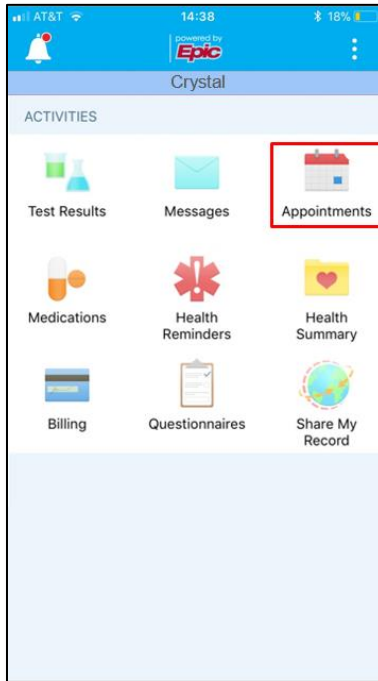 AT&T 14:38 18%
powered by
Epic
Crystal
ACTIVITIES
Test Results Messages Appointments
Medications Health Reminders Health Summary
Billing Questionnaires Share My Record